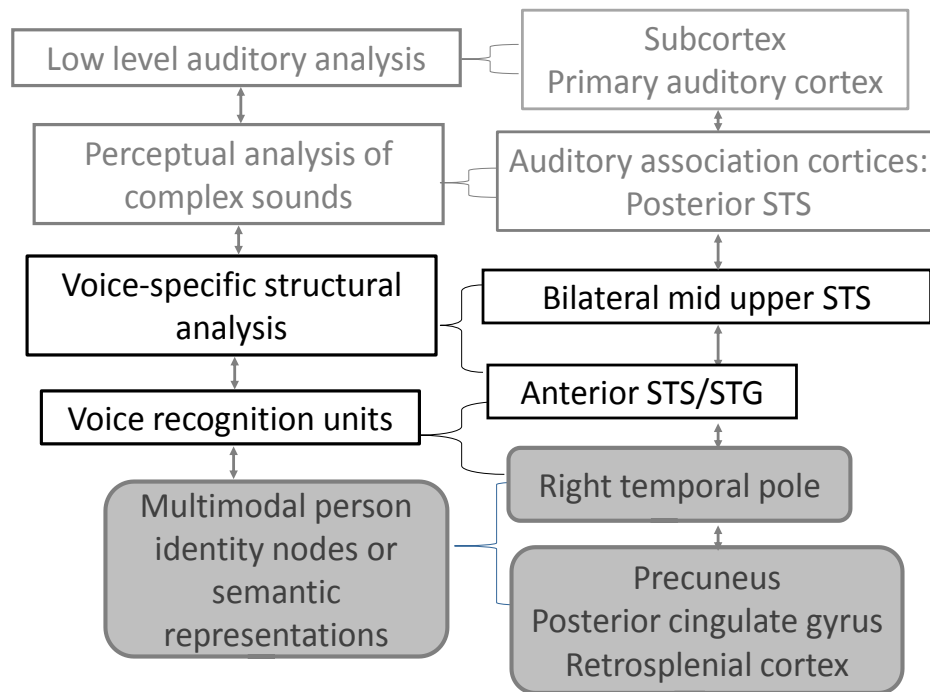 Low level auditory analysis
Subcortex
Primary auditory cortex
Perceptual analysis of
complex sounds
Auditory association cortices:
Posterior STS
Voice-specific structural
analysis
Bilateral mid upper STS
Voice recognition units
Anterior STS/STG
Multimodal person
identity nodes or
semantic
representations
Right temporal pole
Precuneus
Posterior cingulate gyrus
Retrosplenial cortex